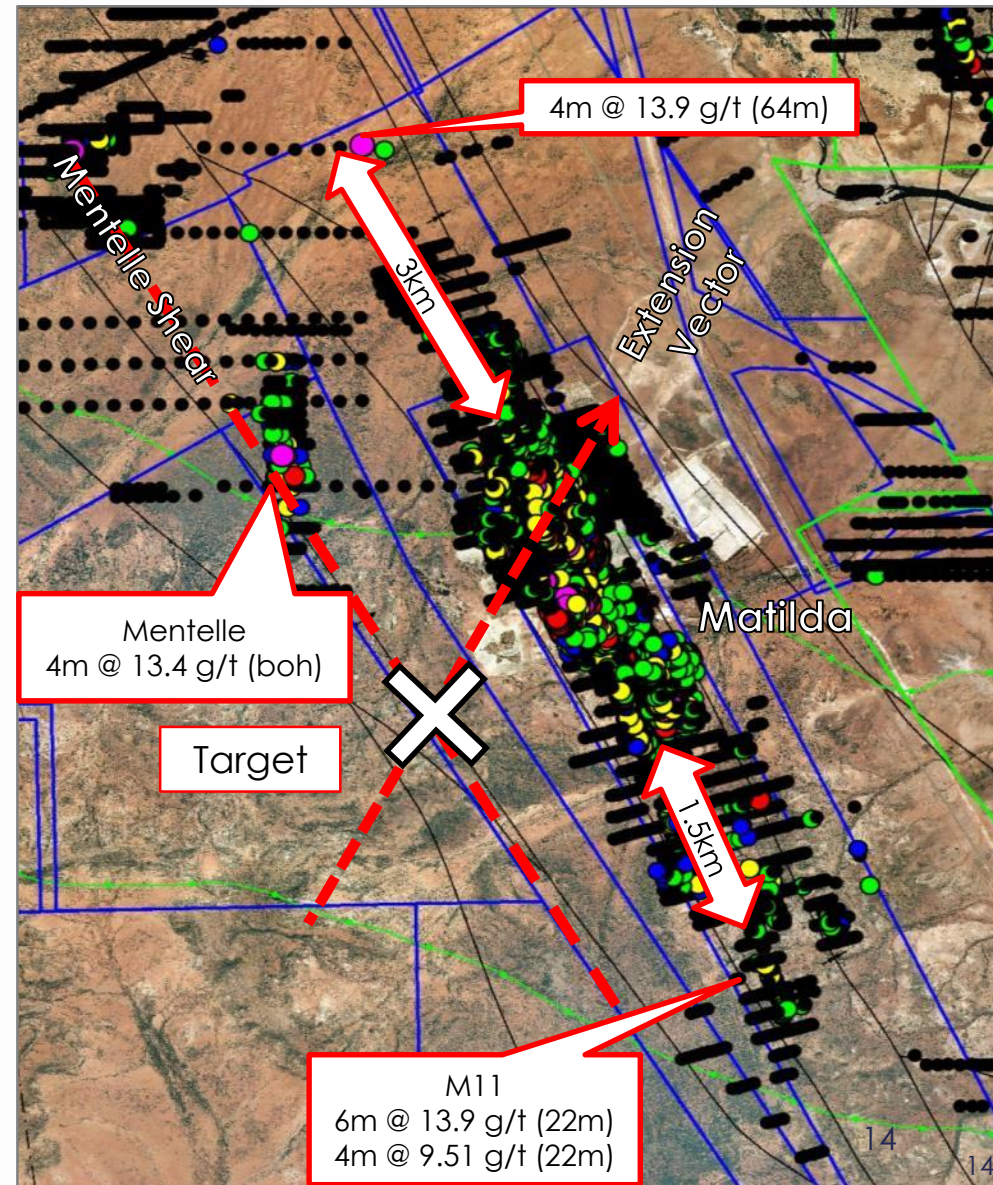 4m @ 13.9 g/t (64m)
Mentelle Shear
3km
Extension
Vector
Mentelle
4m @ 13.4 g/t (boh)
Matilda
Target
1.5km
M11
6m @ 13.9 g/t (22m)
4m @ 9.51 g/t (22m)
14
14